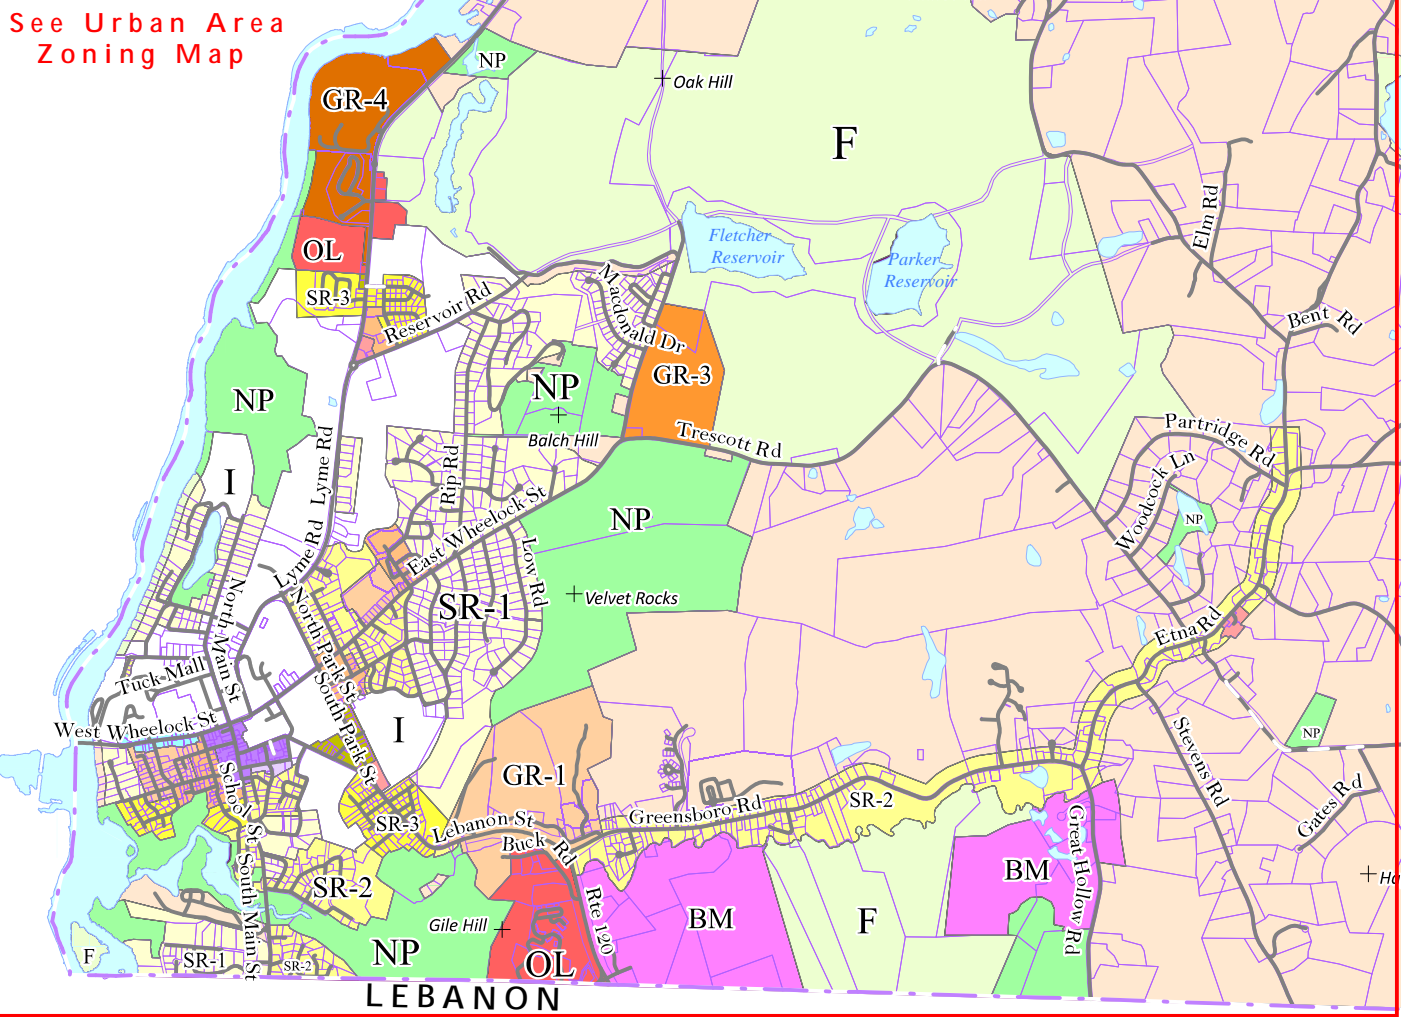 See Urban Area
Zoning Map
NP
Oak Hill
GR-4
F
Elm Rd
OL
Fletcher
Reservoir
Parker
Reservoir
SR-3
Reservoir Rd
Macdonald Dr
Bent Rd
GR-3
NP
NP
Balch Hill
Trescott Rd
Partridge Rd
Woodcock Ln
Lyme Rd
Rip Rd
I
East Wheelock St
NP
NP
Lyme Rd
Low Rd
Velvet Rocks
SR-1
North Main St
North Park St
Etna Rd
Tuck Mall
South Park St
West Wheelock St
I
NP
Stevens Rd
GR-1
School St
SR-2
Greensboro Rd
Gates Rd
SR-3
Lebanon St
Buck Rd
Great Hollow Rd
BM
SR-2
South Main St
Rte 120
Gile Hill
BM
F
Ha
NP
F
SR-1
SR-2
OL
LEBANON